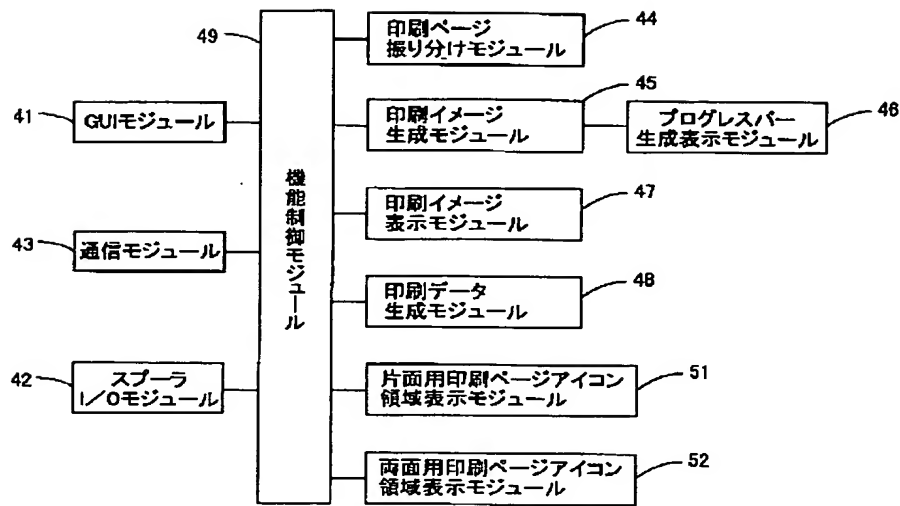 49
44
印刷ページ
振り分けモジュール
45
41
GUIモジュール
印刷イメージ
生成モジュール
プログレスバー
生成表示モジュール
46
機能制御モジュール
47
印刷イメージ
表示モジュール
43
通信モジュール
48
印刷データ
生成モジュール
42
スプーラ
I/Oモジュール
51
片面用印刷ページアイコン
領域表示モジュール
52
両面用印刷ページアイコン
領域表示モジュール